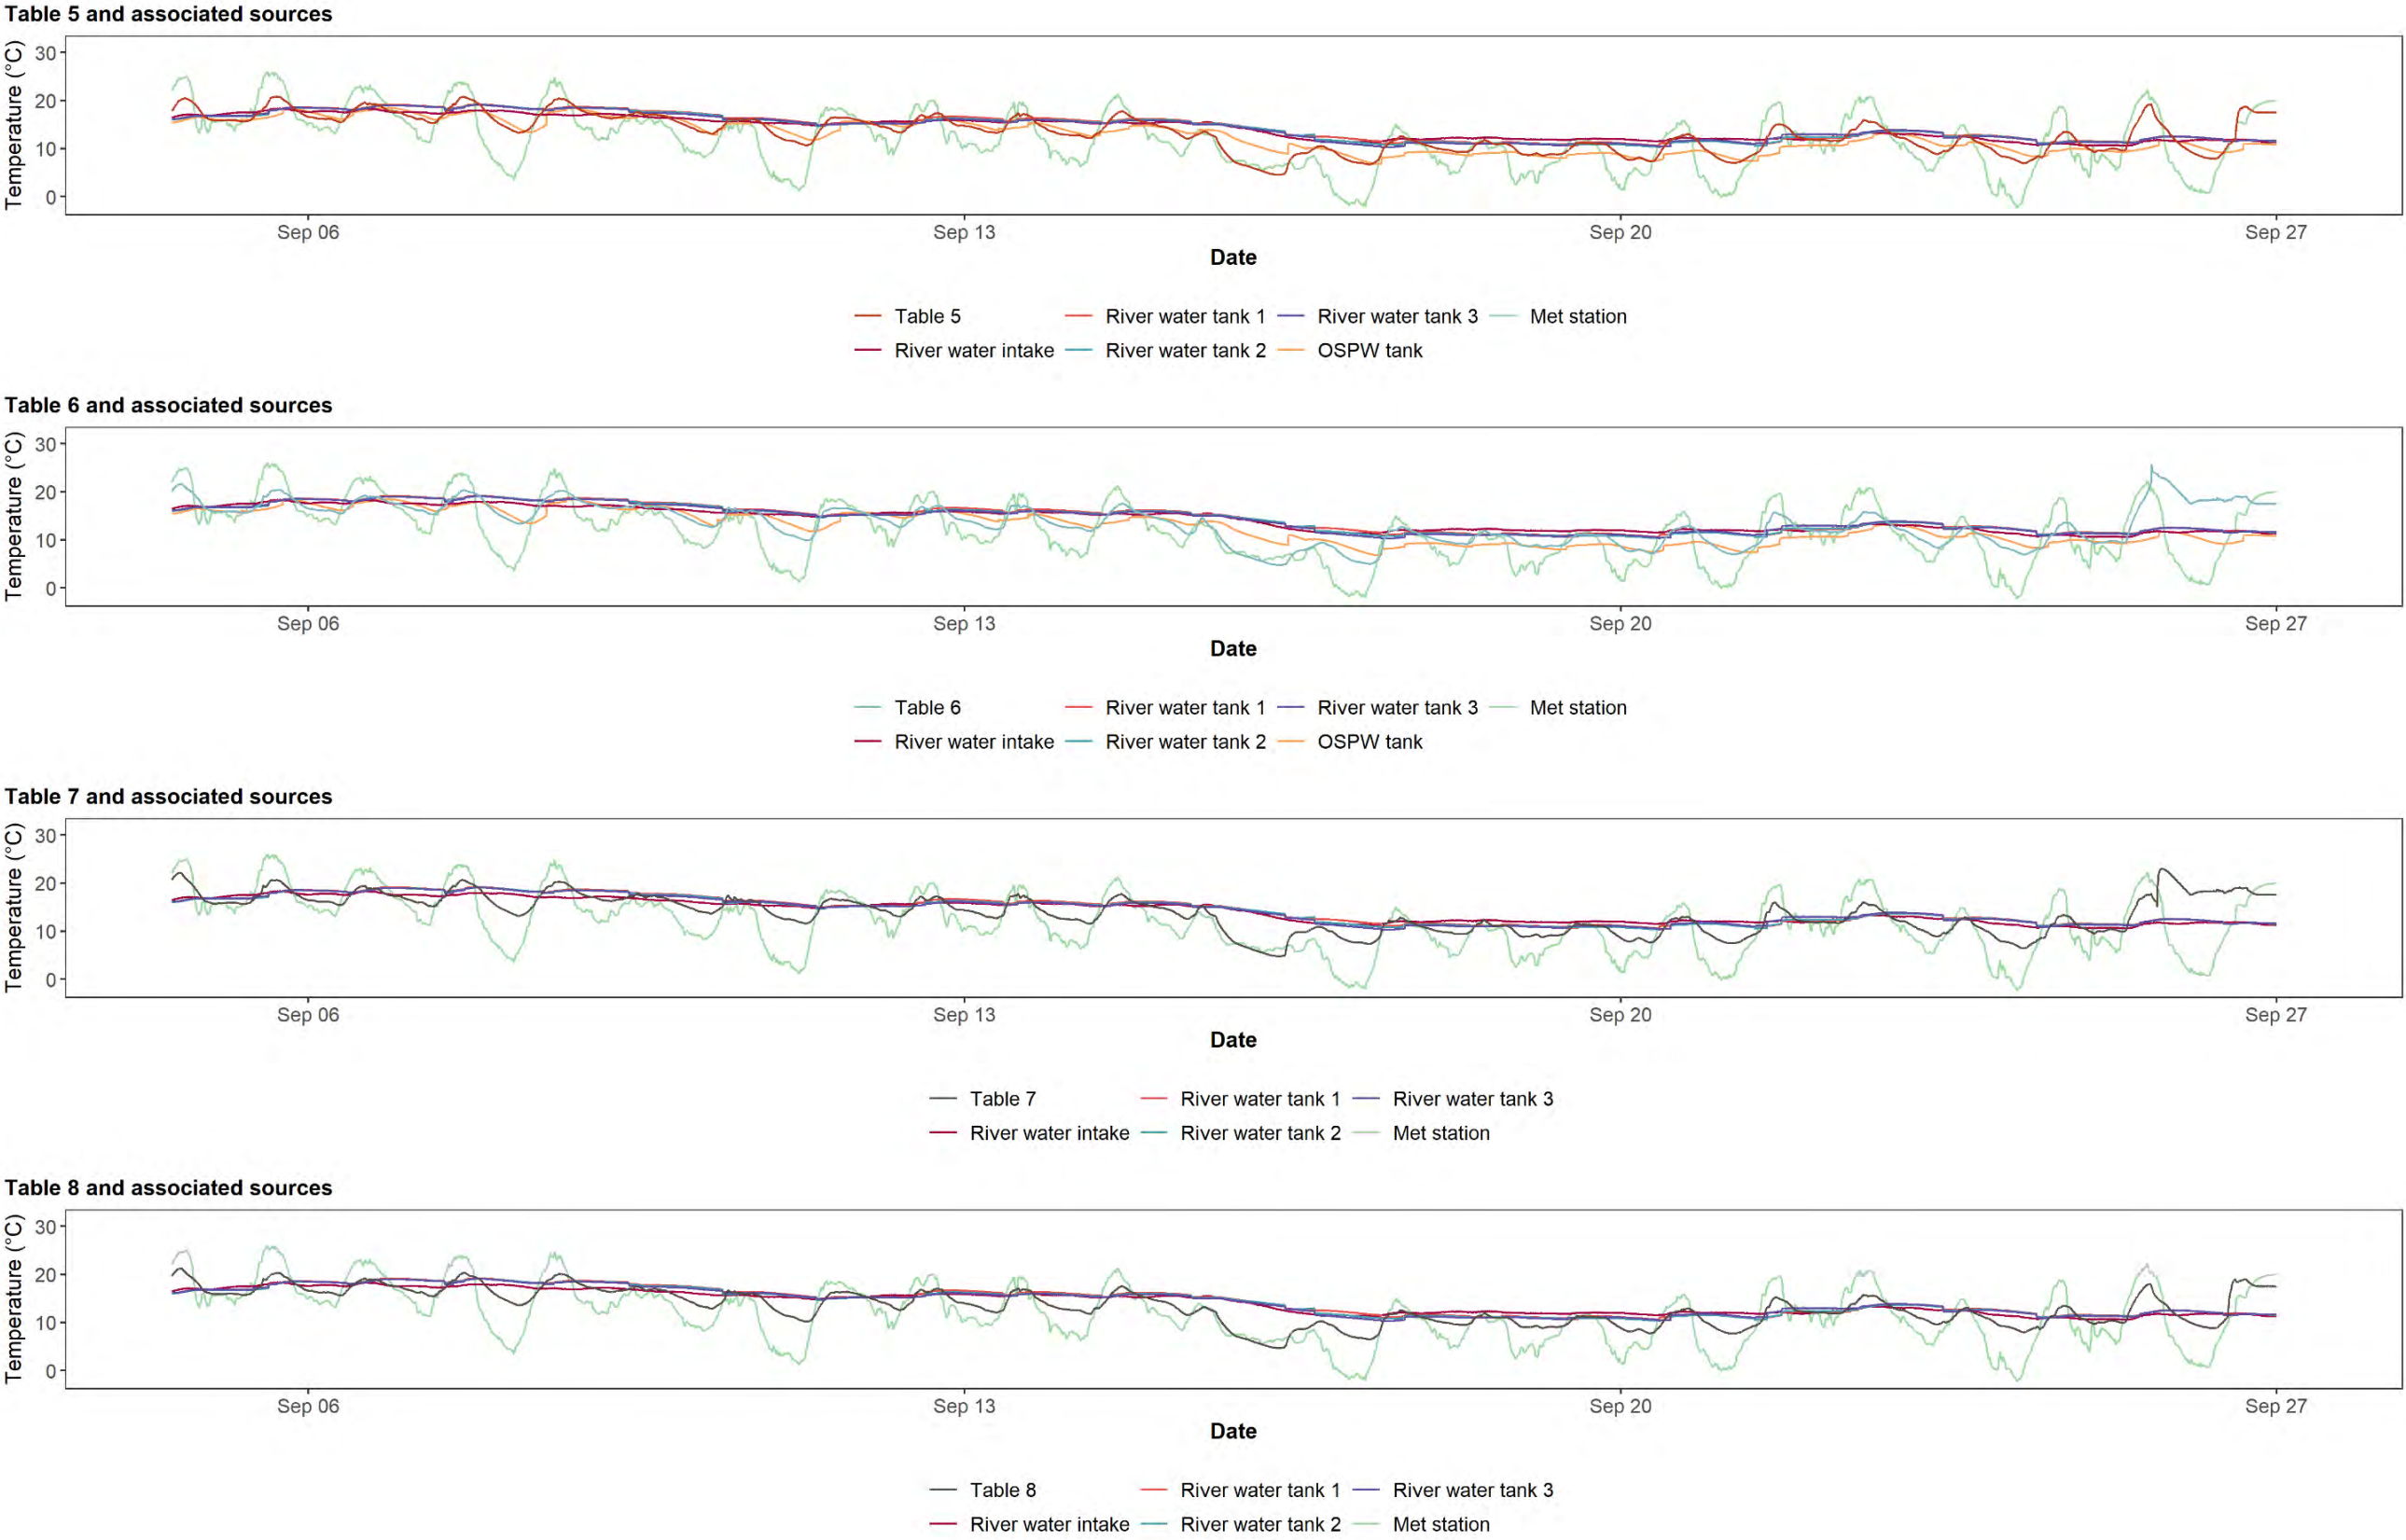 Table 5 and associated sources
Temperature (°C)
30
20
10
0
Sep 06 Sep 13 Sep 20 Sep 27
Date
Table 5 River water tank 1 River water tank 3 Met station
River water intake River water tank 2 OSPW tank
Table 6 and associated sources
Temperature (°C)
30
20
10
0
Sep 06 Sep 13 Sep 20 Sep 27
Date
Table 6 River water tank 1 River water tank 3 Met station
River water intake River water tank 2 OSPW tank
Table 7 and associated sources
Temperature (°C)
30
20
10
0
Sep 06 Sep 13 Sep 20 Sep 27
Date
Table 7 River water tank 1 River water tank 3
River water intake River water tank 2 Met station
Table 8 and associated sources
Temperature (°C)
30
20
10
0
Sep 06 Sep 13 Sep 20 Sep 27
Date
Table 8 River water tank 1 River water tank 3
River water intake River water tank 2 Met station